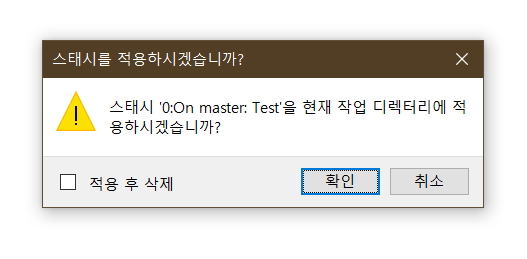 스태시를 적용하시겠습니까?
스태시 '0:On master: Test'을 현재 작업 디렉터리에 적
용하시겠습니까?
적용 후 삭제
확인
취소